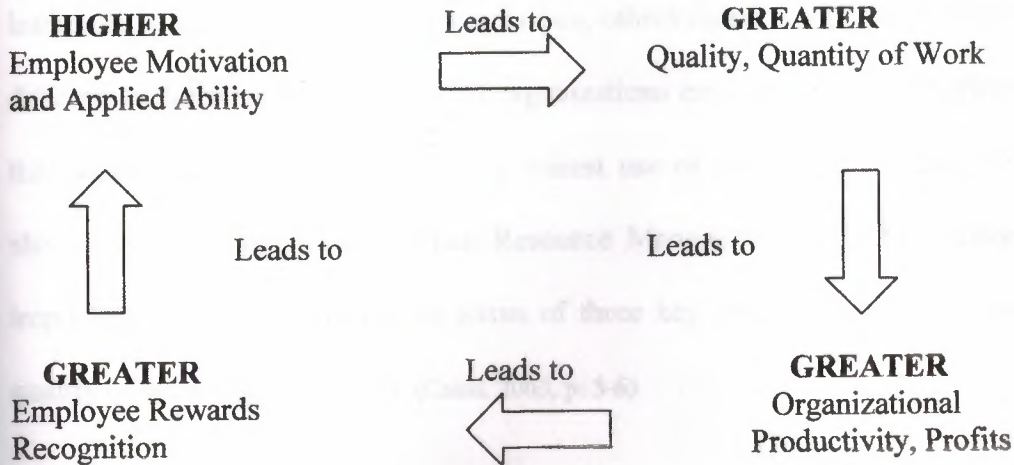 HIGHER
Employee Motivation
and Applied Ability
Leads to
GREATER
Quality, Quantity of Work
Leads to
Leads to
GREATER
Employee Rewards
Recognition
Leads to
GREATER
Organizational
Productivity, Profits